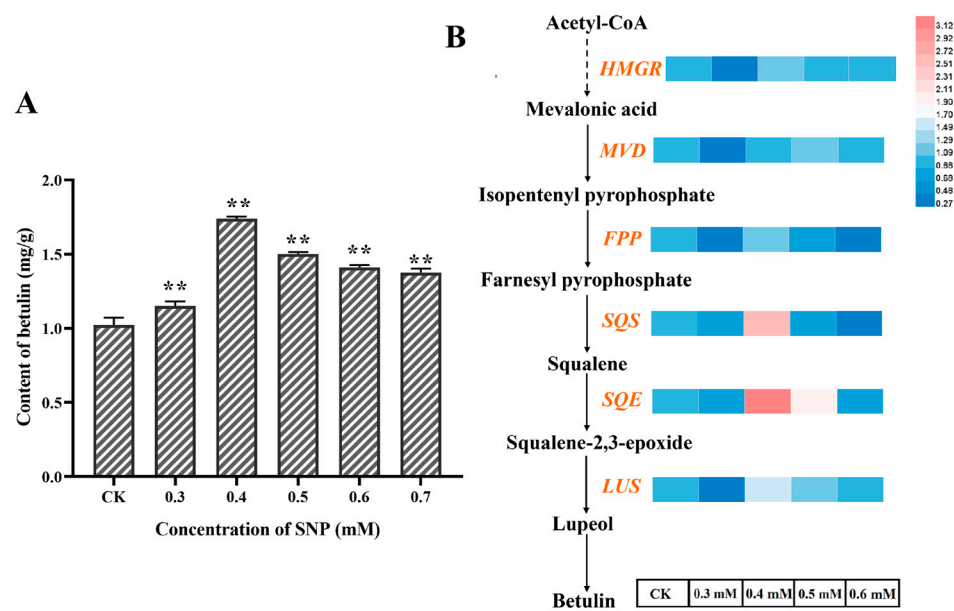 A
Content of betulin (mg/g)
2.0
1.5
1.0
0.5
0.0
**
**
**
**
**
CK 0.3 0.4 0.5 0.6 0.7
Concentration of SNP (mM)
B
Acetyl-CoA
HMGR
Mevalonic acid
MVD
Isopentenyl pyrophosphate
FPP
Farnesyl pyrophosphate
SQS
Squalene
SQE
Squalene-2,3-epoxide
LUS
Lupeol
Betulin
CK 0.3 mM 0.4 mM 0.5 mM 0.6 mM
3.12
2.92
2.72
2.51
2.31
2.11
1.90
1.70
1.49
1.29
1.09
0.88
0.68
0.48
0.27